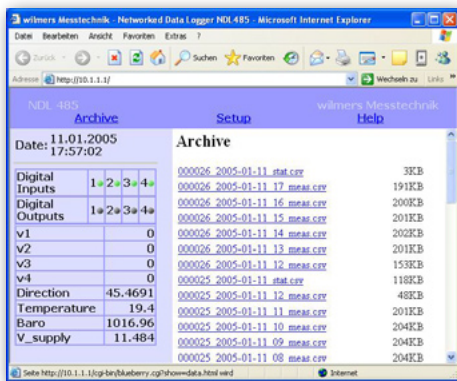 wilmers Messtechnik - Networked Data Logger NDL485 - Microsoft Internet Explorer
Datei Bearbeiten Ansicht Favoriten Extras ?
Zurück Suchen Favoriten
Adresse http://10.1.1.1/ Wechseln zu Links »
NDL 485 wilmers Messtechnik
Archive Setup Help
Date: 11.01.2005
17:57:02
Digital Inputs 1 2 3 4
Digital Outputs 1 2 3 4
v1 0
v2 0
v3 0
v4 0
Direction 45.4691
Temperature 19.4
Baro 1016.96
V_supply 11.484
Archive
000026_2005-01-11_stat.csv 3KB
000026_2005-01-11_17_meas.csv 191KB
000026_2005-01-11_16_meas.csv 200KB
000026_2005-01-11_15_meas.csv 201KB
000026_2005-01-11_14_meas.csv 202KB
000026_2005-01-11_13_meas.csv 201KB
000026_2005-01-11_12_meas.csv 153KB
000025_2005-01-11_stat.csv 118KB
000025_2005-01-11_12_meas.csv 48KB
000025_2005-01-11_11_meas.csv 201KB
000025_2005-01-11_10_meas.csv 204KB
000025_2005-01-11_09_meas.csv 204KB
000025_2005-01-11_08_meas.csv 204KB
Seite http://10.1.1.1/cgi-bin/blueberry.cgi?show=data.html wird Internet